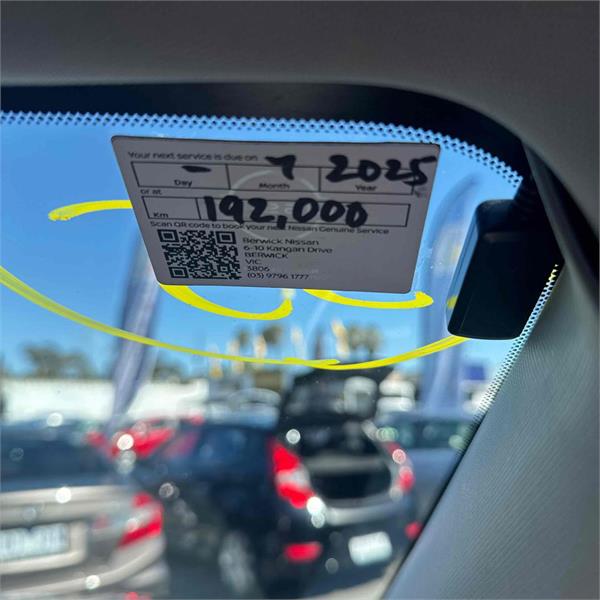 Your next service is due on
- 7 2025
Day Month Year
or at
Km 192,000
Scan QR code to book your next Nissan Genuine Service
Berwick Nissan
6-10 Kangan Drive
BERWICK
VIC
3806
(03) 9796 1777